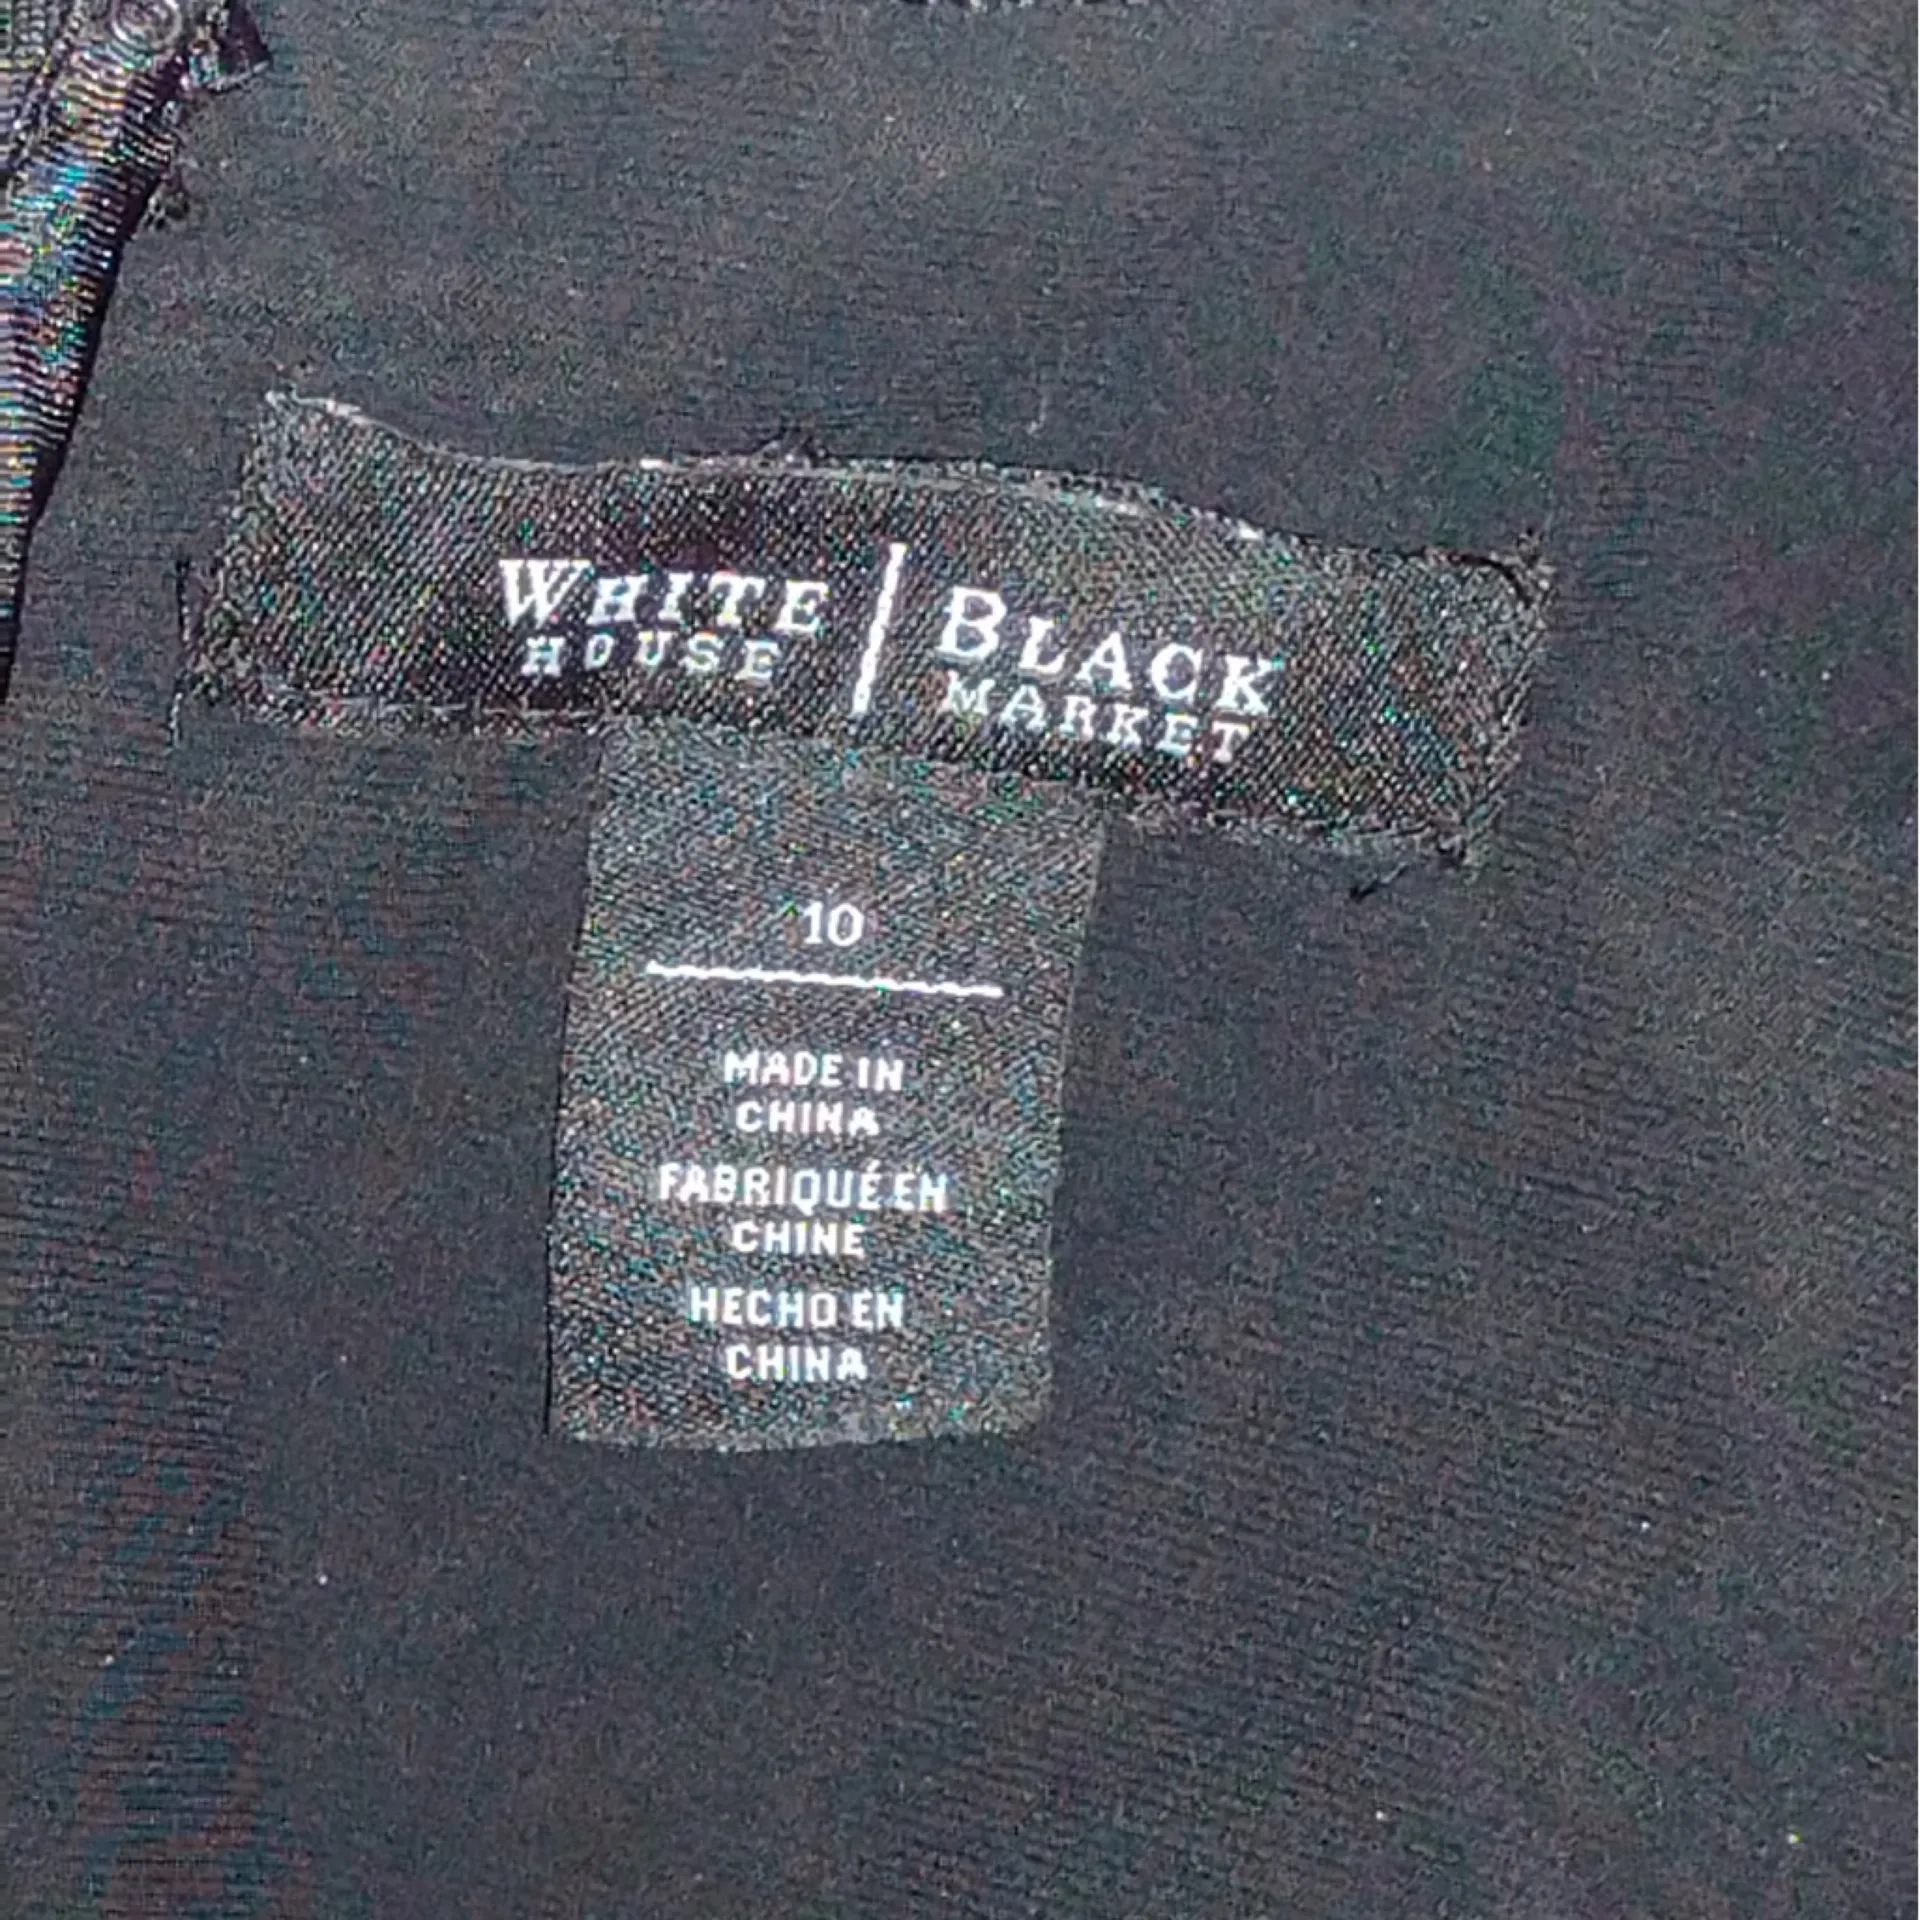 WHITE | BLACK
HOUSE | MARKET
10
MADE IN
CHINA
FABRIQUÉ EN
CHINE
HECHO EN
CHINA